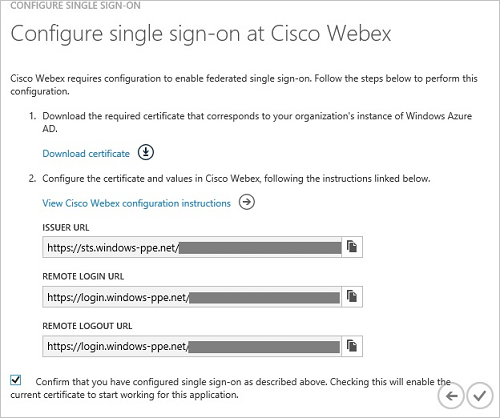 CONFIGURE SINGLE SIGN-ON
Configure single sign-on at Cisco Webex
Cisco Webex requires configuration to enable federated single sign-on. Follow the steps below to perform this
configuration.
1. Download the required certificate that corresponds to your organization's instance of Windows Azure
AD.
Download certificate
2. Configure the certificate and values in Cisco Webex, following the instructions linked below.
View Cisco Webex configuration instructions
ISSUER URL
https://sts.windows-ppe.net/
REMOTE LOGIN URL
https://login.windows-ppe.net/
REMOTE LOGOUT URL
https://login.windows-ppe.net/
Confirm that you have configured single sign-on as described above. Checking this will enable the
current certificate to start working for this application.